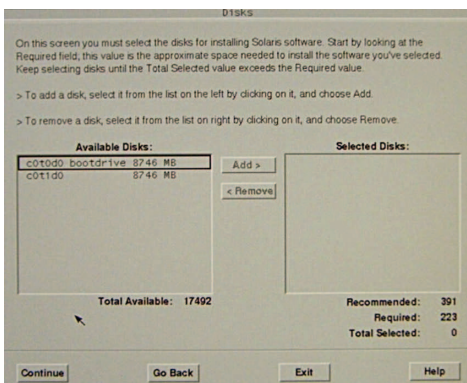 Disks
On this screen you must select the disks for installing Solaris software. Start by looking at the
Required field; this value is the approximate space needed to install the software you've selected.
Keep selecting disks until the Total Selected value exceeds the Required value.
> To add a disk, select it from the list on the left by clicking on it, and choose Add.
> To remove a disk, select it from the list on right by clicking on it, and choose Remove.
Available Disks:
c0t0d0 bootdrive 8746 MB
c0t1d0 8746 MB
Total Available: 17492
Add >
< Remove
Selected Disks:
Recommended: 391
Required: 223
Total Selected: 0
Continue
Go Back
Exit
Help